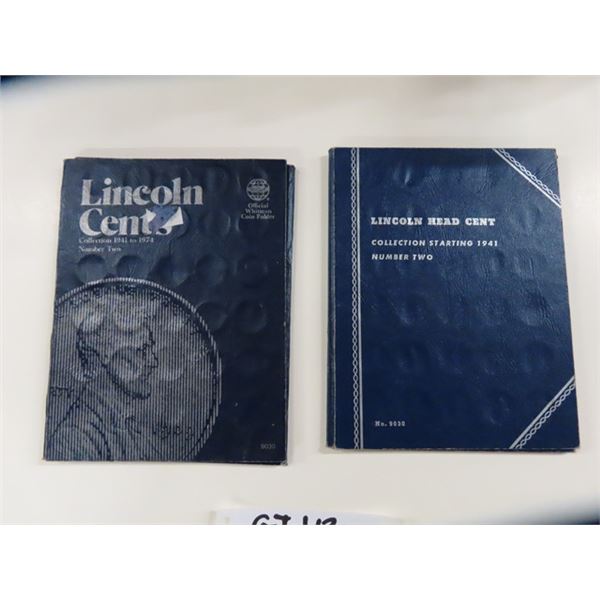 Lincoln
Cents
Collection 1941 to 1974
Number Two
Official
Whitman
Coin Folder
9030
LINCOLN HEAD CENT
COLLECTION STARTING 1941
NUMBER TWO
No. 9030